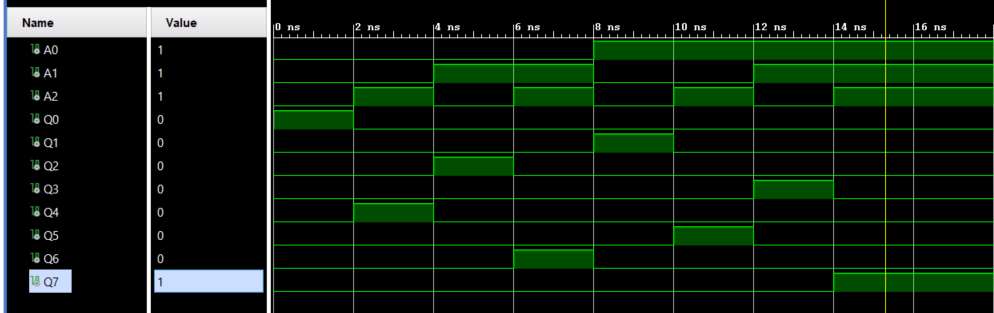 Name Value 0 ns 2 ns 4 ns 6 ns 8 ns 10 ns 12 ns 14 ns 16 ns
A0 1
A1 1
A2 1
Q0 0
Q1 0
Q2 0
Q3 0
Q4 0
Q5 0
Q6 0
Q7 1